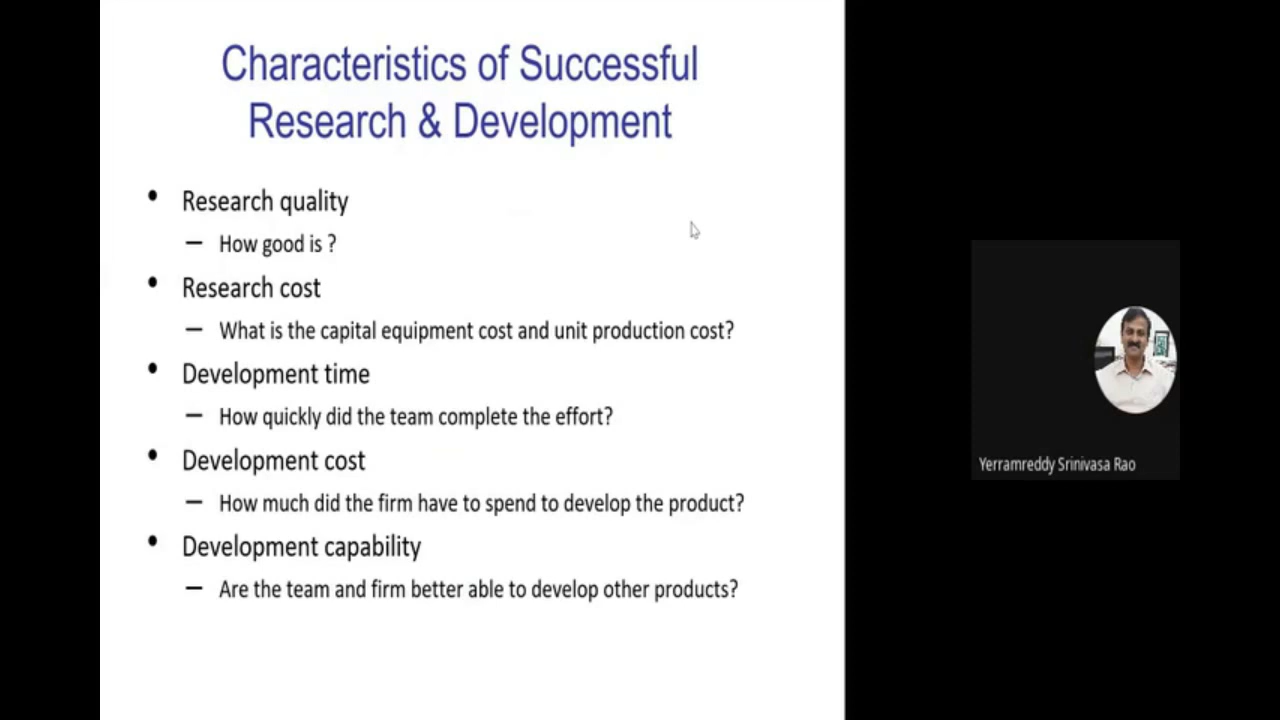 Characteristics of Successful
Research & Development
• Research quality
– How good is ?
• Research cost
– What is the capital equipment cost and unit production cost?
• Development time
– How quickly did the team complete the effort?
• Development cost
– How much did the firm have to spend to develop the product?
• Development capability
– Are the team and firm better able to develop other products?
Yerramreddy Srinivasa Rao